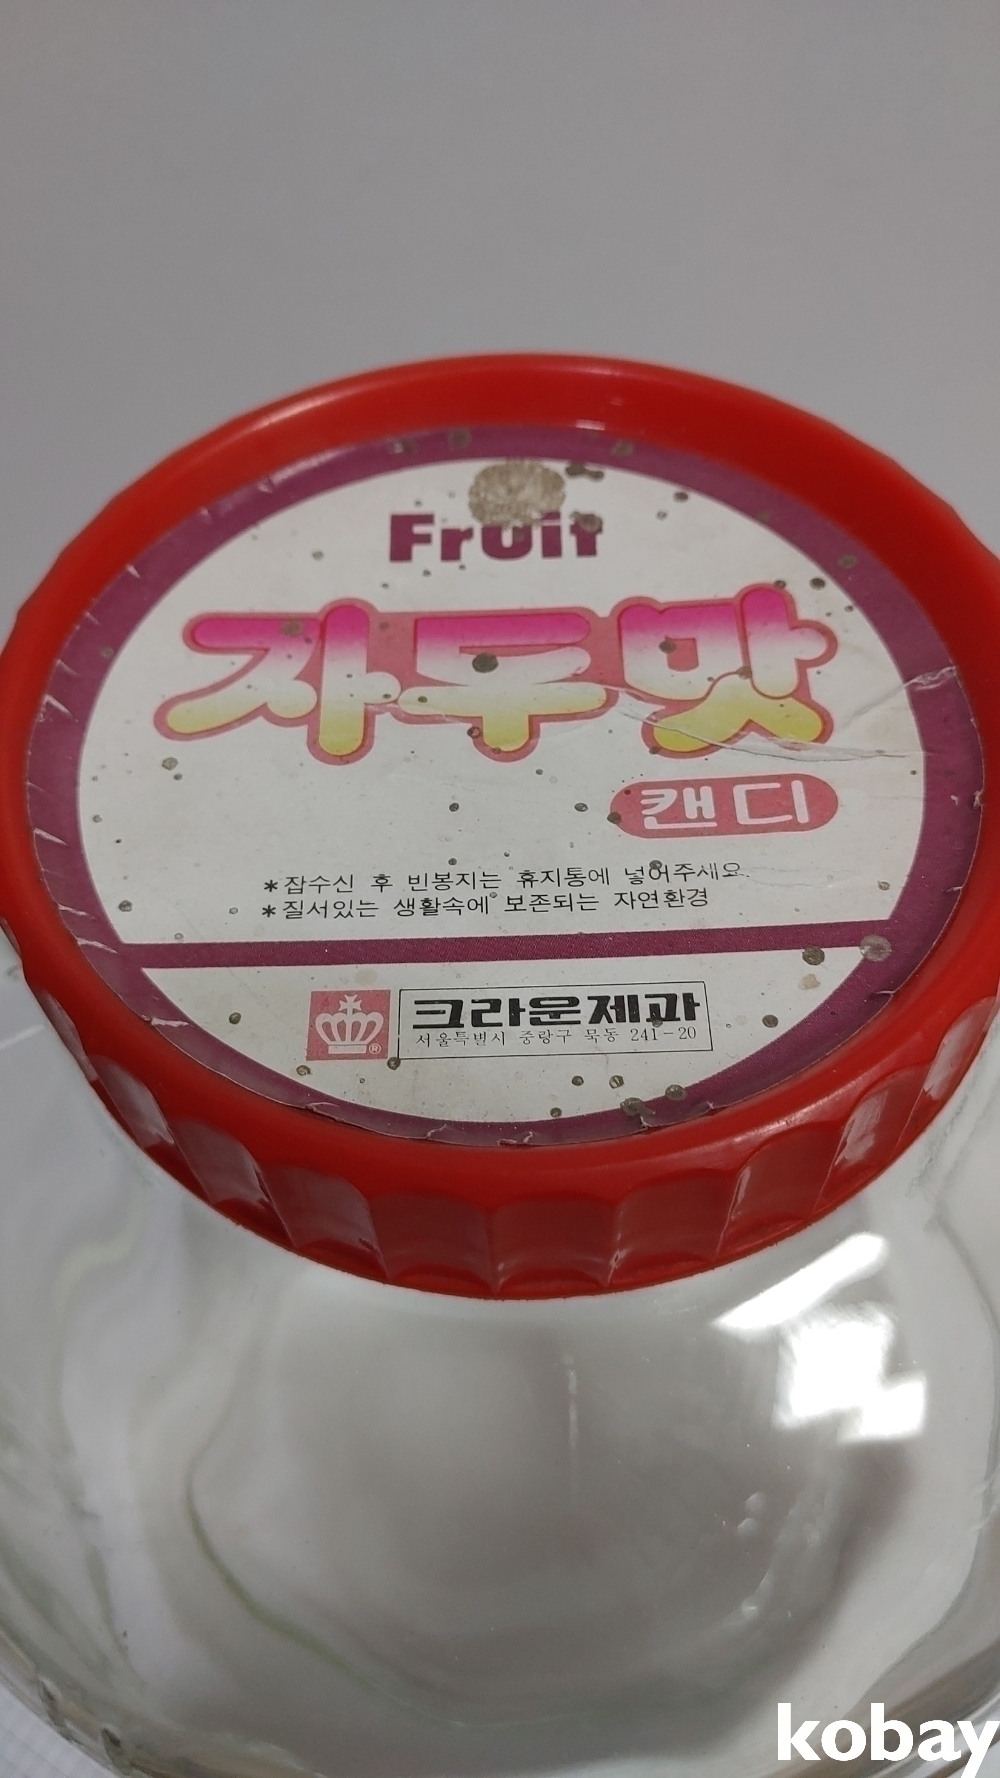 Fruit
자두맛
캔디
*잡수신 후 빈봉지는 휴지통에 넣어주세요.
*질서있는 생활속에 보존되는 자연환경
크라운제과
서울특별시 중랑구 묵동 241-20
®
kobay